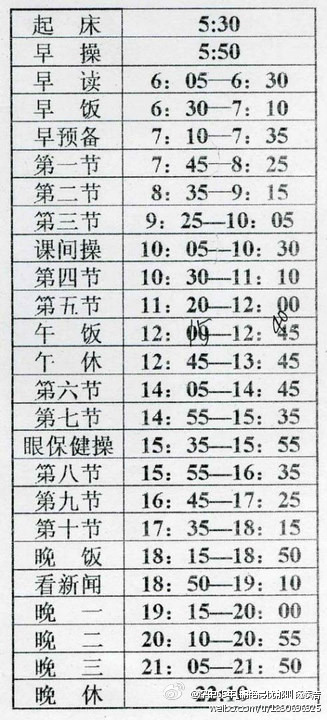 起 床 5:30
早 操 5:50
早 读 6：05—6：30
早 饭 6：30—7：10
早预备 7：10—7：35
第一节 7：45—8：25
第二节 8：35—9：15
第三节 9：25—10：05
课间操 10：05—10：30
第四节 10：30—11：10
第五节 11：20—12：00
午 饭 12：00—12：45
午 休 12：45—13：45
第六节 14：05—14：45
第七节 14：55—15：35
眼保健操 15：35—15：55
第八节 15：55—16：35
第九节 16：45—17：25
第十节 17：35—18：15
晚 饭 18：15—18：50
看新闻 18：50—19：10
晚 一 19：15—20：00
晚 二 20：10—20：55
晚 三 21：05—21：50
晚 休